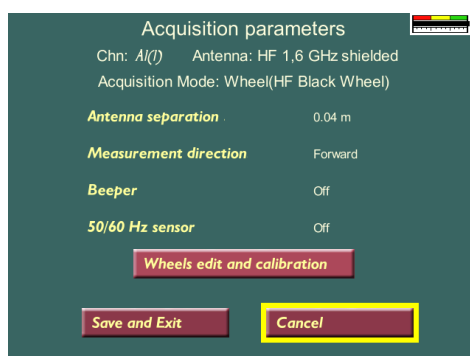 Acquisition parameters
Chn: Al(l) Antenna: HF 1,6 GHz shielded
Acquisition Mode: Wheel(HF Black Wheel)
Antenna separation 0.04 m
Measurement direction Forward
Beeper Off
50/60 Hz sensor Off
Wheels edit and calibration
Save and Exit Cancel